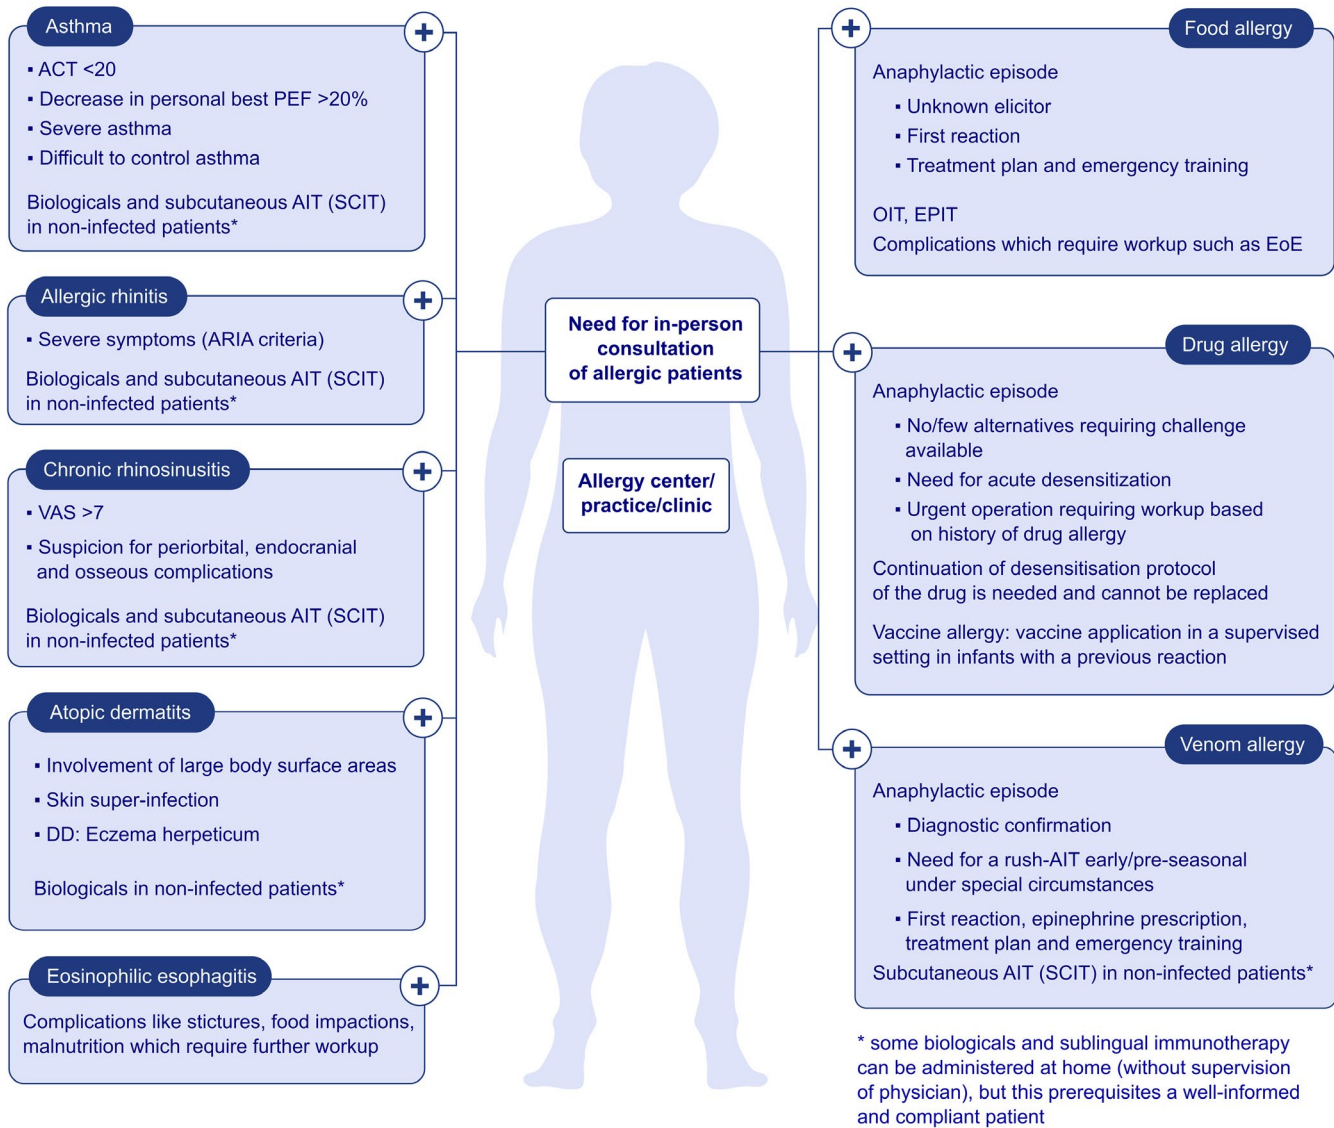 Asthma
▪ ACT <20
▪ Decrease in personal best PEF >20%
▪ Severe asthma
▪ Difficult to control asthma
Biologicals and subcutaneous AIT (SCIT)
in non-infected patients*
Allergic rhinitis
▪ Severe symptoms (ARIA criteria)
Biologicals and subcutaneous AIT (SCIT)
in non-infected patients*
Chronic rhinosinusitis
▪ VAS >7
▪ Suspicion for periorbital, endocranial
and osseous complications
Biologicals and subcutaneous AIT (SCIT)
in non-infected patients*
Atopic dermatits
▪ Involvement of large body surface areas
▪ Skin super-infection
▪ DD: Eczema herpeticum
Biologicals in non-infected patients*
Eosinophilic esophagitis
Complications like stictures, food impactions,
malnutrition which require further workup
Need for in-person
consultation
of allergic patients
Allergy center/
practice/clinic
Food allergy
Anaphylactic episode
▪ Unknown elicitor
▪ First reaction
▪ Treatment plan and emergency training
OIT, EPIT
Complications which require workup such as EoE
Drug allergy
Anaphylactic episode
▪ No/few alternatives requiring challenge
available
▪ Need for acute desensitization
▪ Urgent operation requiring workup based
on history of drug allergy
Continuation of desensitisation protocol
of the drug is needed and cannot be replaced
Vaccine allergy: vaccine application in a supervised
setting in infants with a previous reaction
Venom allergy
Anaphylactic episode
▪ Diagnostic confirmation
▪ Need for a rush-AIT early/pre-seasonal
under special circumstances
▪ First reaction, epinephrine prescription,
treatment plan and emergency training
Subcutaneous AIT (SCIT) in non-infected patients*
* some biologicals and sublingual immunotherapy
can be administered at home (without supervision
of physician), but this prerequisites a well-informed
and compliant patient